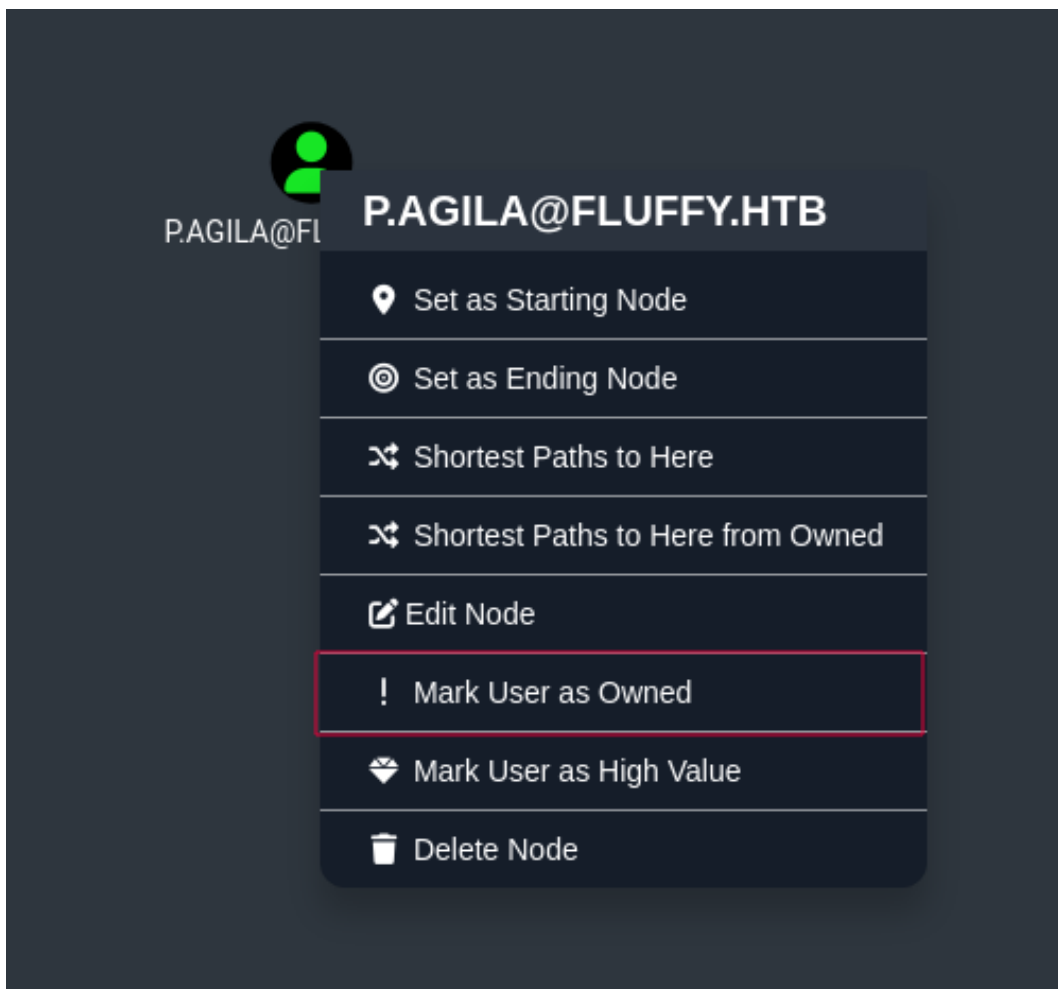 P.AGILA@FL
P.AGILA@FLUFFY.HTB
Set as Starting Node
Set as Ending Node
Shortest Paths to Here
Shortest Paths to Here from Owned
Edit Node
Mark User as Owned
Mark User as High Value
Delete Node